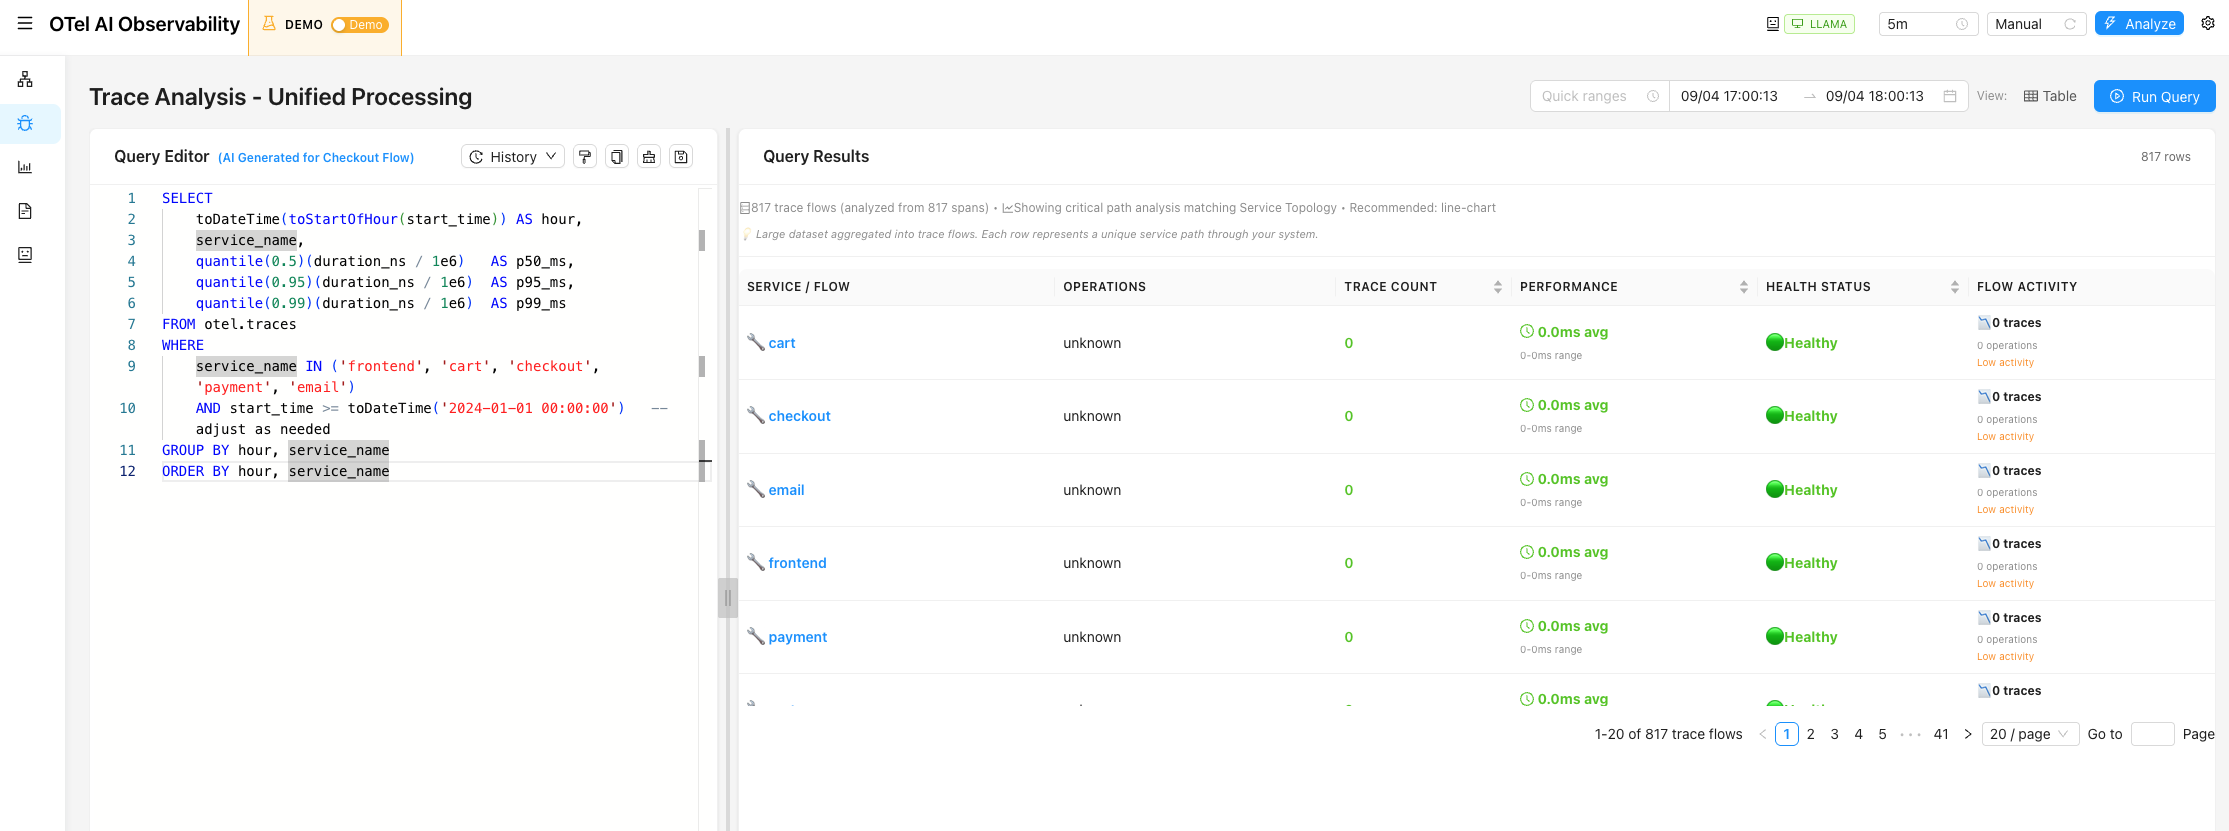 OTel AI Observability
DEMO Demo
LLAMA 5m Manual Analyze
Trace Analysis - Unified Processing
Quick ranges 09/04 17:00:13 → 09/04 18:00:13 View: Table Run Query
Query Editor (AI Generated for Checkout Flow) History
1 SELECT
2 toDateTime(toStartOfHour(start_time)) AS hour,
3 service_name,
4 quantile(0.5)(duration_ns / 1e6) AS p50_ms,
5 quantile(0.95)(duration_ns / 1e6) AS p95_ms,
6 quantile(0.99)(duration_ns / 1e6) AS p99_ms
7 FROM otel.traces
8 WHERE
9 service_name IN ('frontend', 'cart', 'checkout',
'payment', 'email')
10 AND start_time >= toDateTime('2024-01-01 00:00:00') --
adjust as needed
11 GROUP BY hour, service_name
12 ORDER BY hour, service_name
Query Results 817 rows
817 trace flows (analyzed from 817 spans) • Showing critical path analysis matching Service Topology • Recommended: line-chart
Large dataset aggregated into trace flows. Each row represents a unique service path through your system.
SERVICE / FLOW OPERATIONS TRACE COUNT PERFORMANCE HEALTH STATUS FLOW ACTIVITY
cart unknown 0 0.0ms avg Healthy 0 traces
0-0ms range 0 operations
Low activity
checkout unknown 0 0.0ms avg Healthy 0 traces
0-0ms range 0 operations
Low activity
email unknown 0 0.0ms avg Healthy 0 traces
0-0ms range 0 operations
Low activity
frontend unknown 0 0.0ms avg Healthy 0 traces
0-0ms range 0 operations
Low activity
payment unknown 0 0.0ms avg Healthy 0 traces
0-0ms range 0 operations
Low activity
0.0ms avg 0 traces
1-20 of 817 trace flows < 1 2 3 4 5 ••• 41 > 20 / page Go to Page